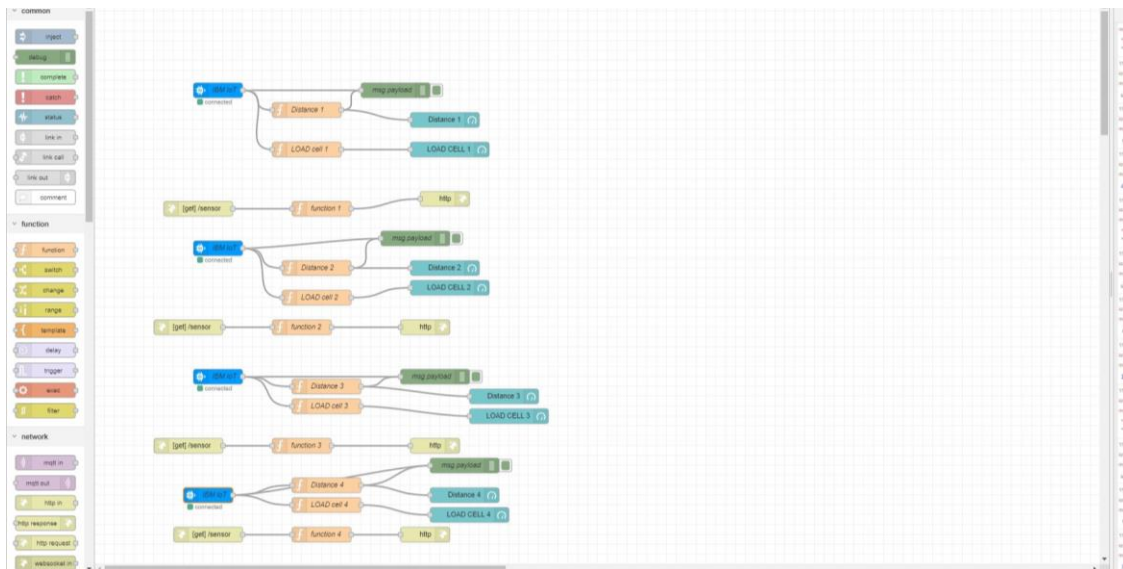 common
inject
debug
complete
catch
status
link in
link call
link out
comment
function
function
switch
change
range
template
delay
trigger
exec
filter
network
mqtt in
mqtt out
http in
http response
http request
websocket in
IBM IoT
connected
msg.payload
Distance 1
Distance 1
LOAD cell 1
LOAD CELL 1
[get] /sensor
function 1
http
IBM IoT
connected
msg.payload
Distance 2
Distance 2
LOAD cell 2
LOAD CELL 2
[get] /sensor
function 2
http
IBM IoT
connected
msg.payload
Distance 3
Distance 3
LOAD cell 3
LOAD CELL 3
[get] /sensor
function 3
http
IBM IoT
connected
msg.payload
Distance 4
Distance 4
LOAD cell 4
LOAD CELL 4
[get] /sensor
function 4
http